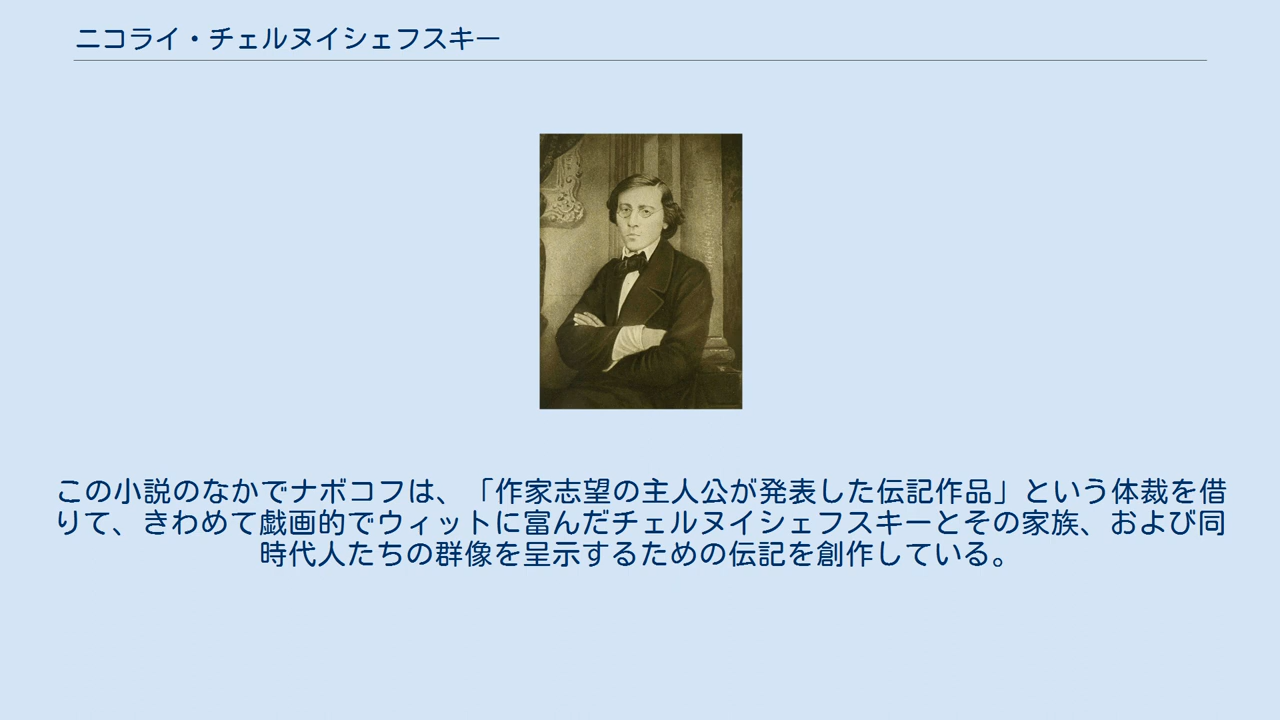 ニコライ・チェルヌイシェフスキー
この小説のなかでナボコフは、「作家志望の主人公が発表した伝記作品」という体裁を借
りて、きわめて戯画的でウィットに富んだチェルヌイシェフスキーとその家族、および同
時代人たちの群像を呈示するための伝記を創作している。